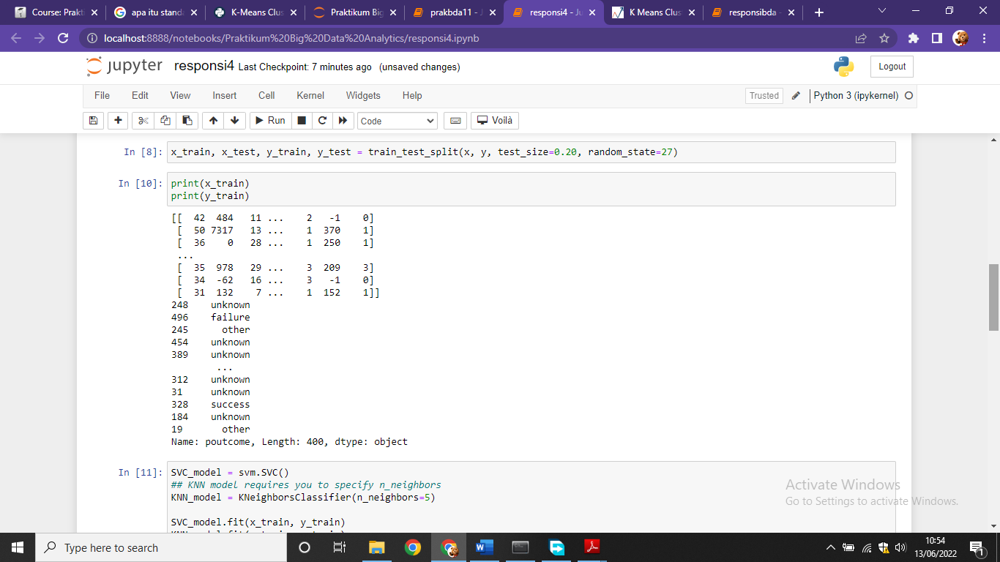 Course: Prakti
apa itu standa
K-Means Clus
Praktikum Big
prakbda11 - J
responsi4 - Ju
K Means Clus
responsibda -
localhost:8888/notebooks/Praktikum%20Big%20Data%20Analytics/responsi4.ipynb
jupyter responsi4 Last Checkpoint: 7 minutes ago (unsaved changes)
Logout
File Edit View Insert Cell Kernel Widgets Help
Trusted Python 3 (ipykernel)
Run Code Voilà
In [8]: x_train, x_test, y_train, y_test = train_test_split(x, y, test_size=0.20, random_state=27)
In [10]: print(x_train)
print(y_train)
[[ 42 484 11 ... 2 -1 0]
[ 50 7317 13 ... 1 370 1]
[ 36 0 28 ... 1 250 1]
...
[ 35 978 29 ... 3 209 3]
[ 34 -62 16 ... 3 -1 0]
[ 31 132 7 ... 1 152 1]]
248 unknown
496 failure
245 other
454 unknown
389 unknown
...
312 unknown
31 unknown
328 success
184 unknown
19 other
Name: poutcome, Length: 400, dtype: object
In [11]: SVC_model = svm.SVC()
## KNN model requires you to specify n_neighbors
KNN_model = KNeighborsClassifier(n_neighbors=5)
SVC_model.fit(x_train, y_train)
Activate Windows
Go to Settings to activate Windows.
Type here to search
10:54
13/06/2022
1